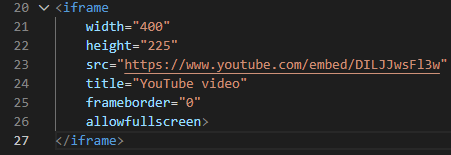 20 <iframe
21 width="400"
22 height="225"
23 src="https://www.youtube.com/embed/DILJJwsFl3w"
24 title="YouTube video"
25 frameborder="0"
26 allowfullscreen>
27 </iframe>